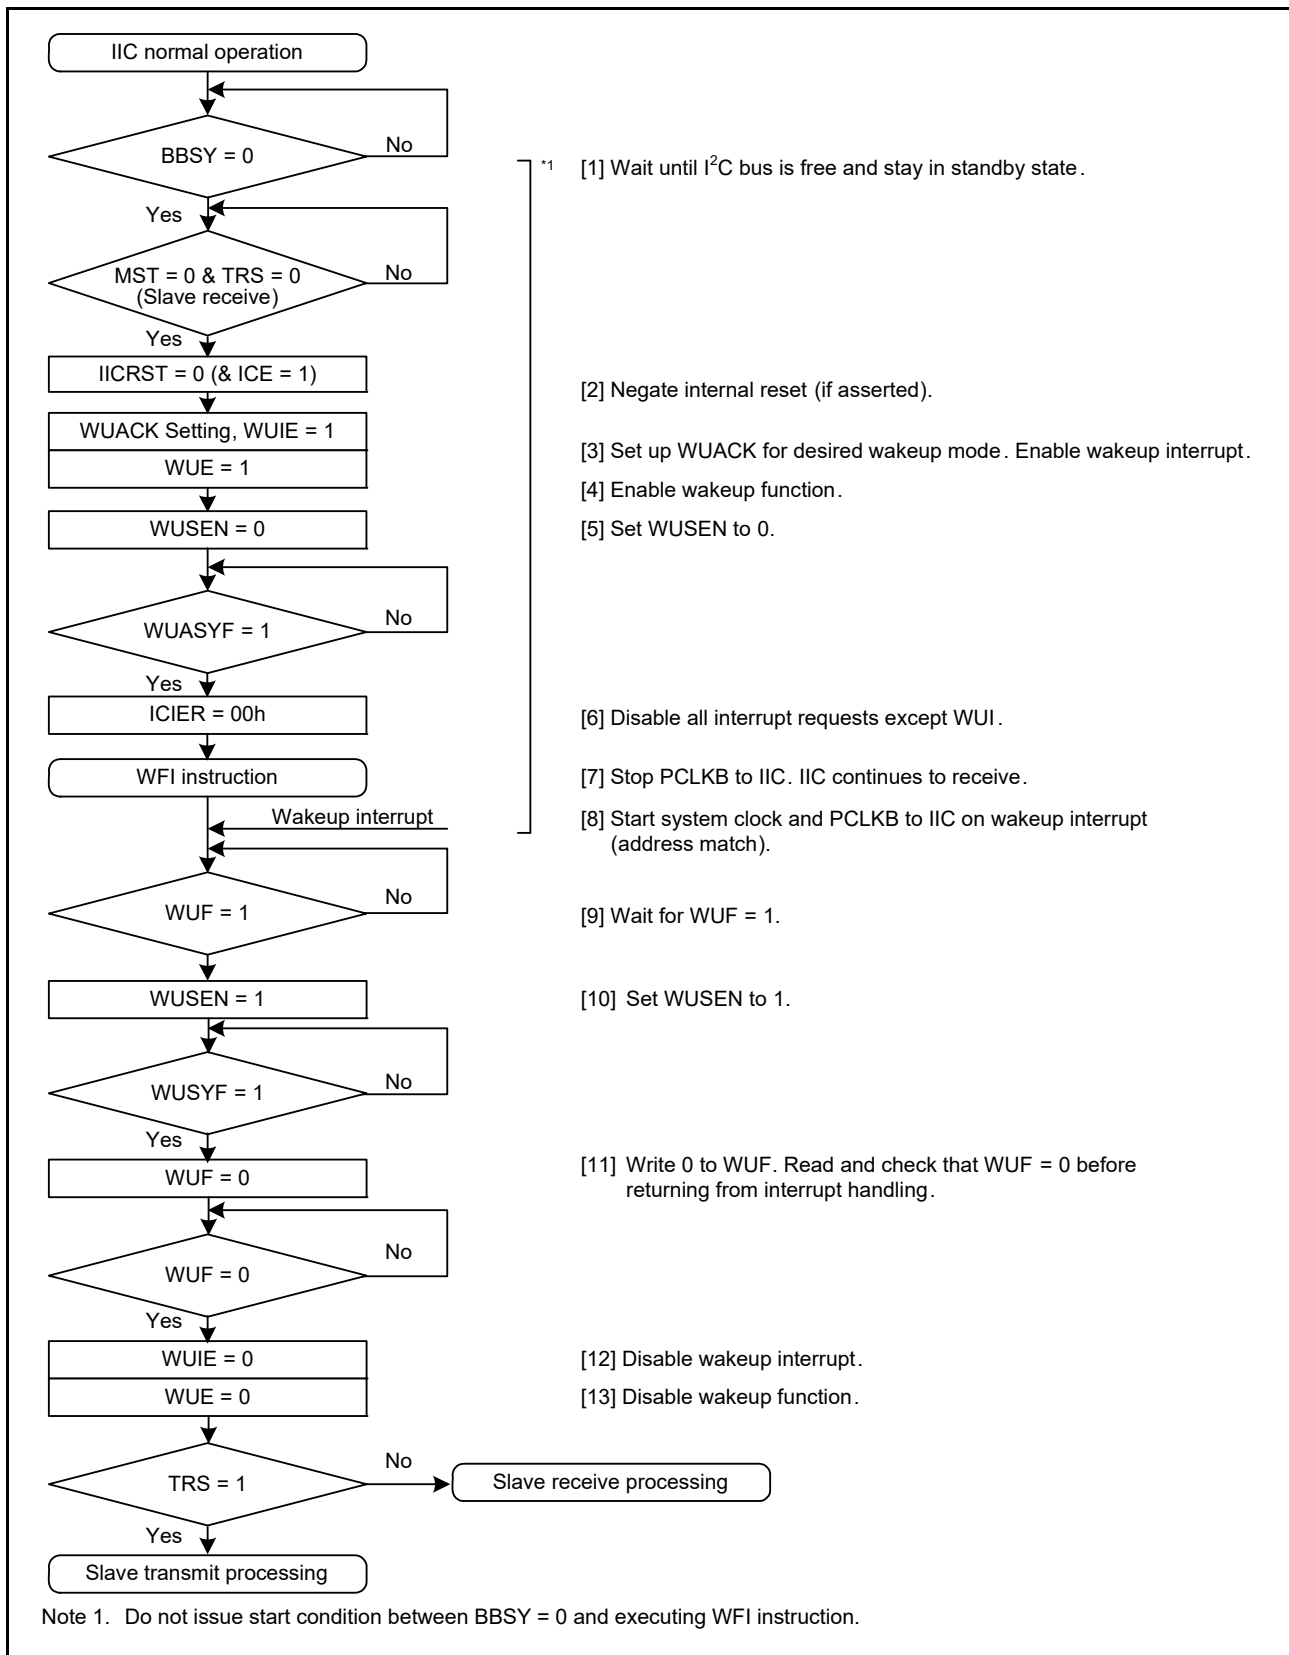 IIC normal operation
BBSY = 0
No
*1
[1] Wait until I²C bus is free and stay in standby state.
Yes
MST = 0 & TRS = 0
(Slave receive)
No
Yes
IICRST = 0 (& ICE = 1)
[2] Negate internal reset (if asserted).
WUACK Setting, WUIE = 1
[3] Set up WUACK for desired wakeup mode. Enable wakeup interrupt.
WUE = 1
[4] Enable wakeup function.
WUSEN = 0
[5] Set WUSEN to 0.
No
WUASYF = 1
Yes
ICIER = 00h
[6] Disable all interrupt requests except WUI.
WFI instruction
[7] Stop PCLKB to IIC. IIC continues to receive.
Wakeup interrupt
[8] Start system clock and PCLKB to IIC on wakeup interrupt
(address match).
No
WUF = 1
[9] Wait for WUF = 1.
WUSEN = 1
[10] Set WUSEN to 1.
No
WUSYF = 1
Yes
WUF = 0
[11] Write 0 to WUF. Read and check that WUF = 0 before
returning from interrupt handling.
No
WUF = 0
Yes
WUIE = 0
[12] Disable wakeup interrupt.
WUE = 0
[13] Disable wakeup function.
No
TRS = 1
Slave receive processing
Yes
Slave transmit processing
Note 1. Do not issue start condition between BBSY = 0 and executing WFI instruction.